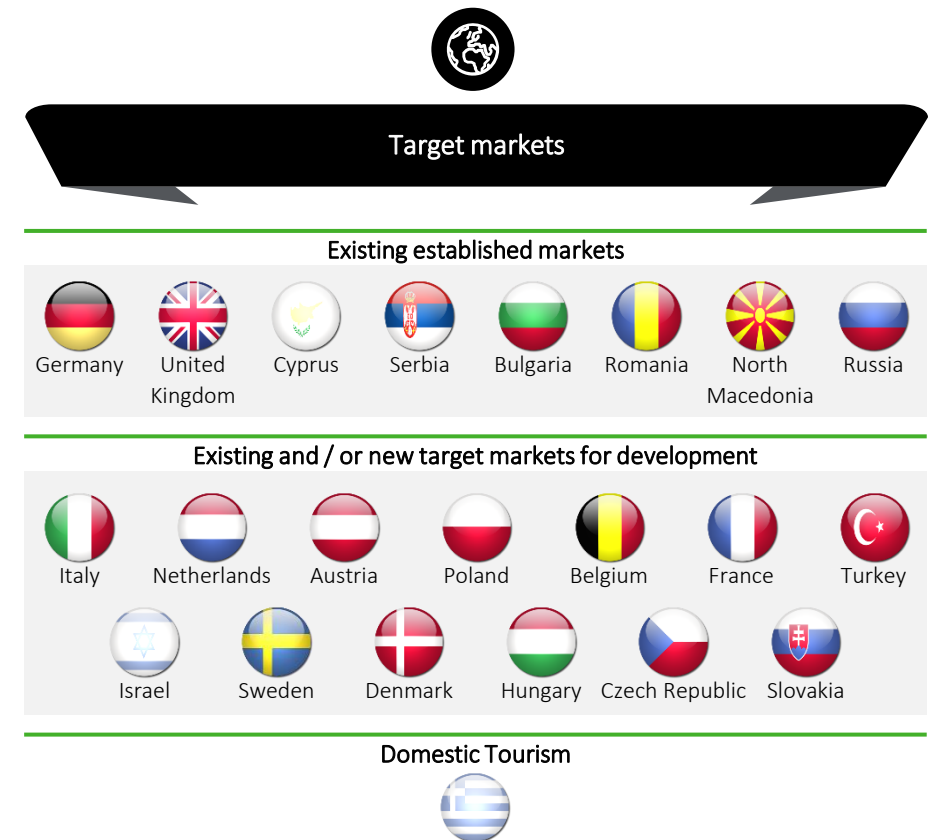 Target markets
Existing established markets
Germany United Cyprus Serbia Bulgaria Romania North Russia
Kingdom Macedonia
Existing and / or new target markets for development
Italy Netherlands Austria Poland Belgium France Turkey
Israel Sweden Denmark Hungary Czech Republic Slovakia
Domestic Tourism